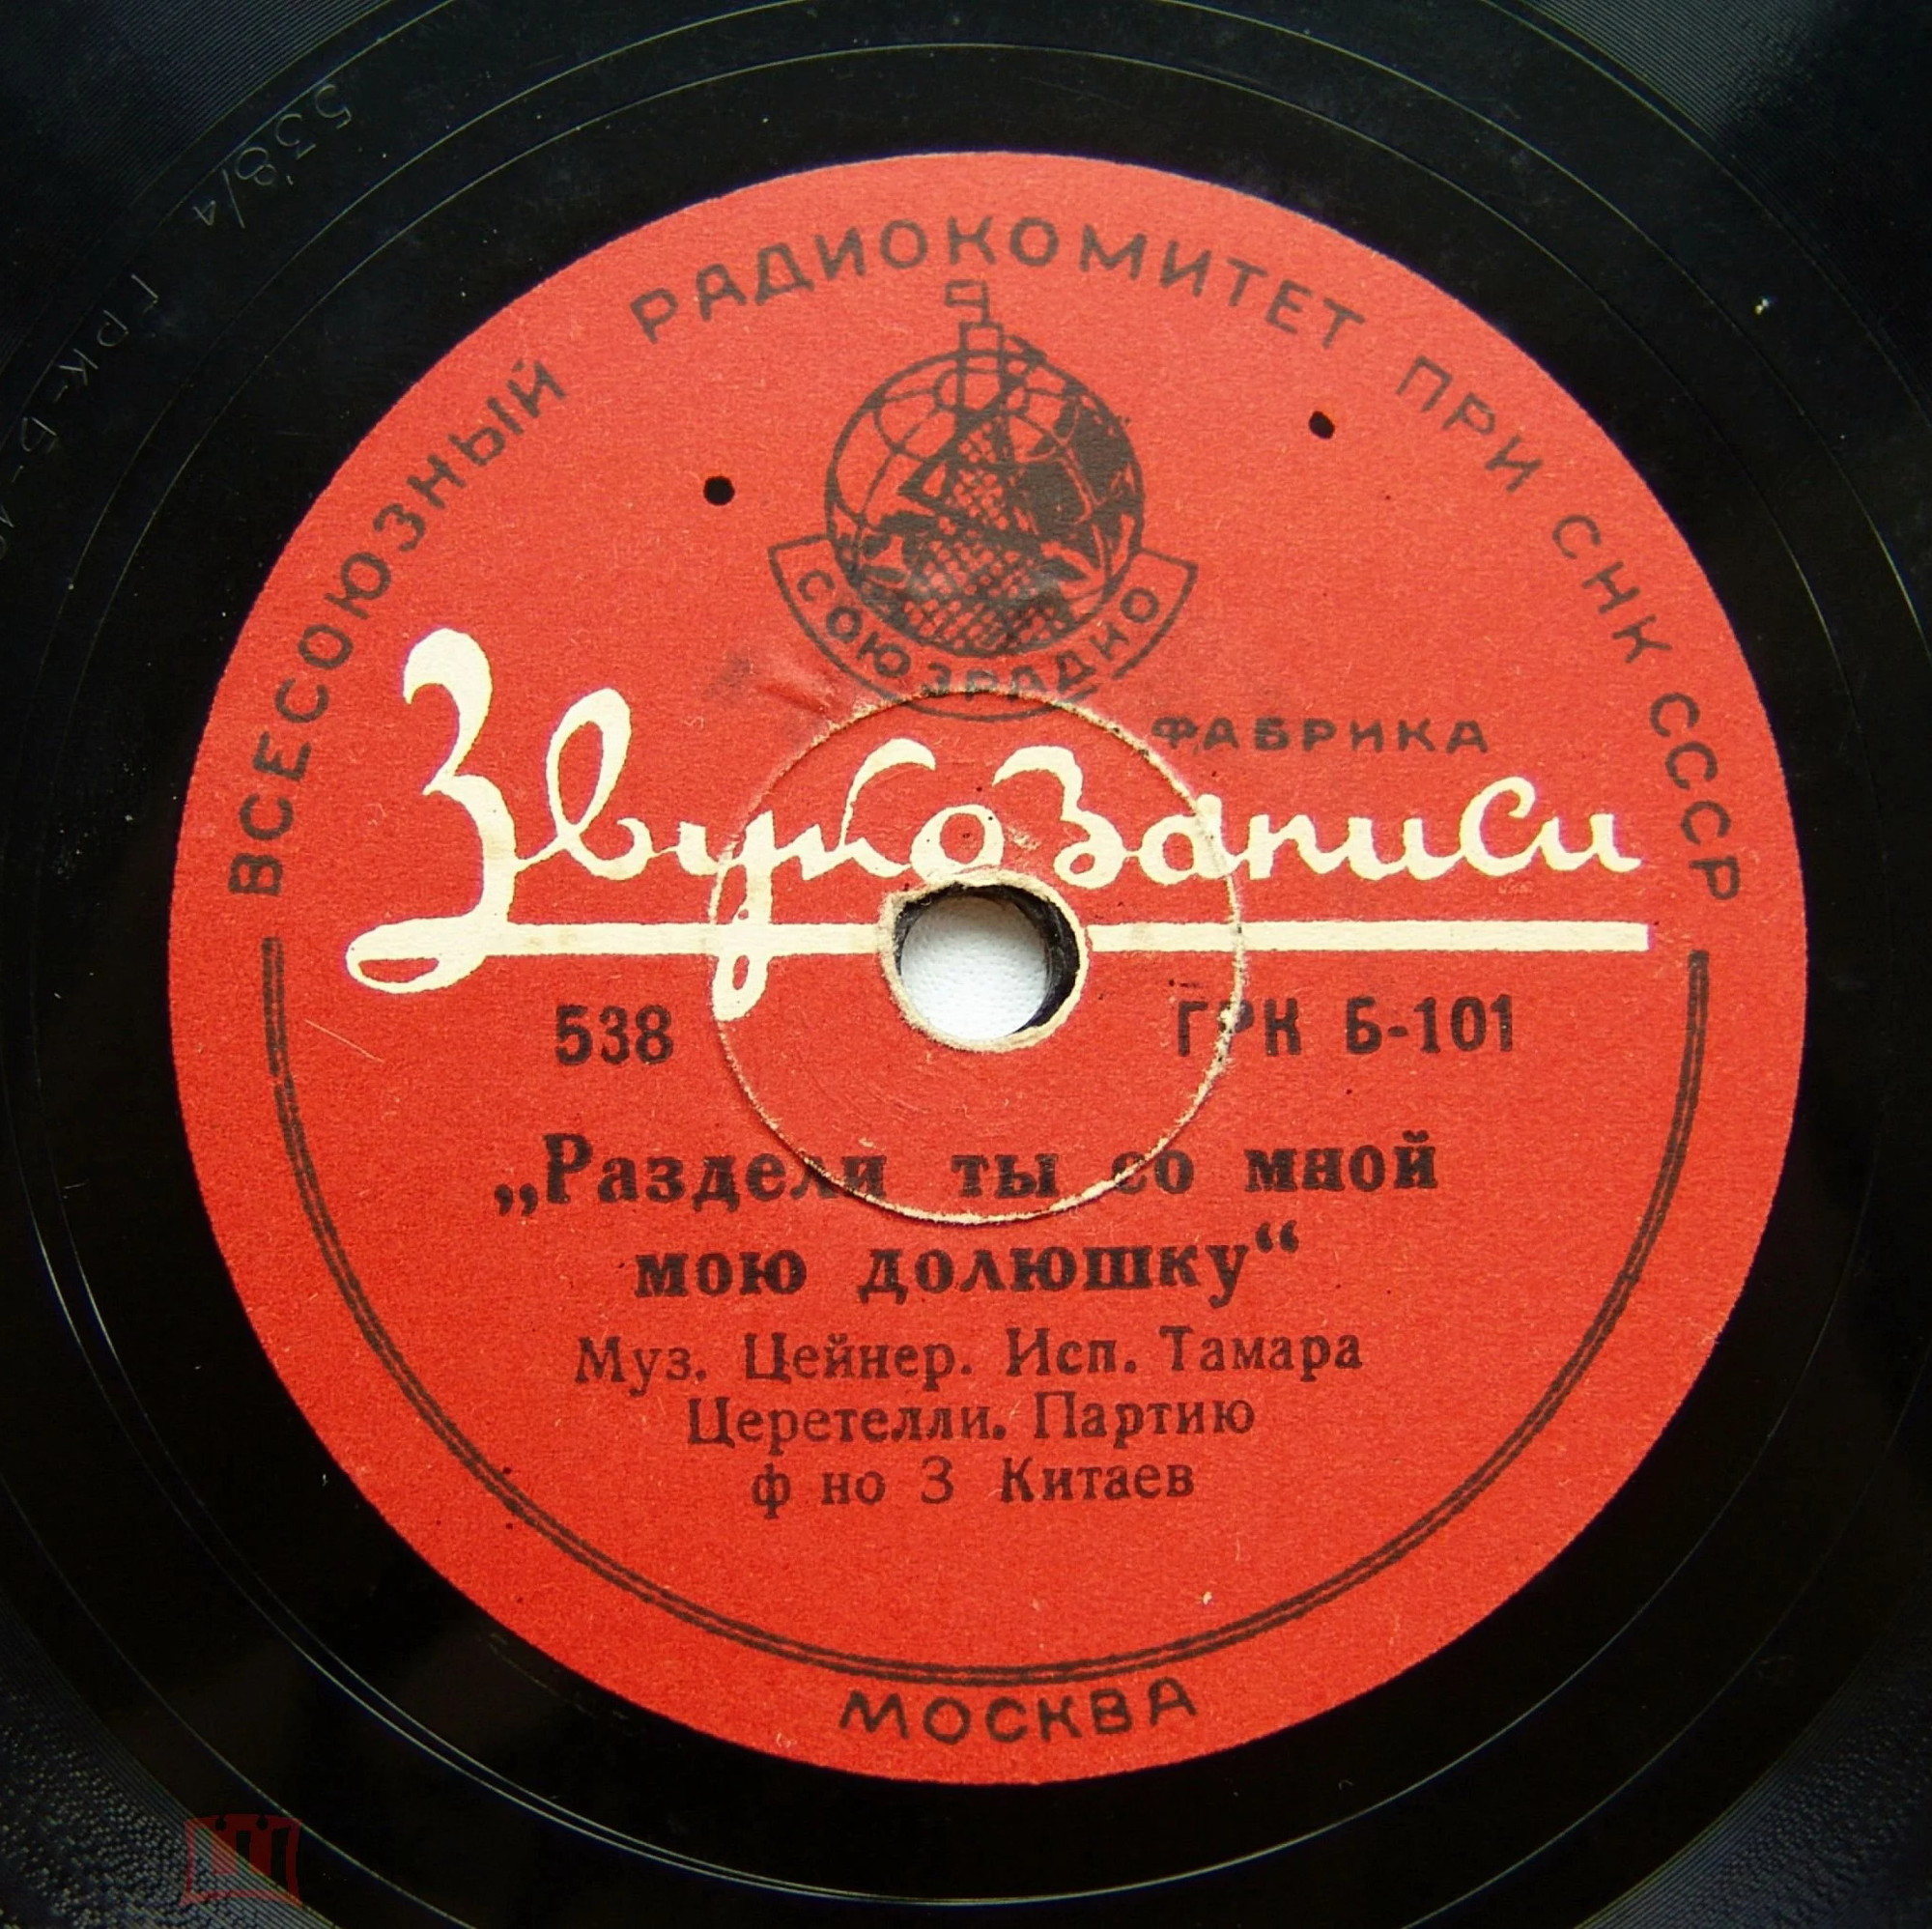 ВСЕСОЮЗНЫЙ РАДИОКОМИТЕТ ПРИ СНК СССР
СОЮЗРАДИО
ФАБРИКА
Звукозаписи
538
ГРК Б-101
„Раздели ты со мной
мою долюшку“
Муз. Цейнер. Исп. Тамара
Церетелли. Партию
ф но З Китаев
МОСКВА
538/4
ГРК-Б-